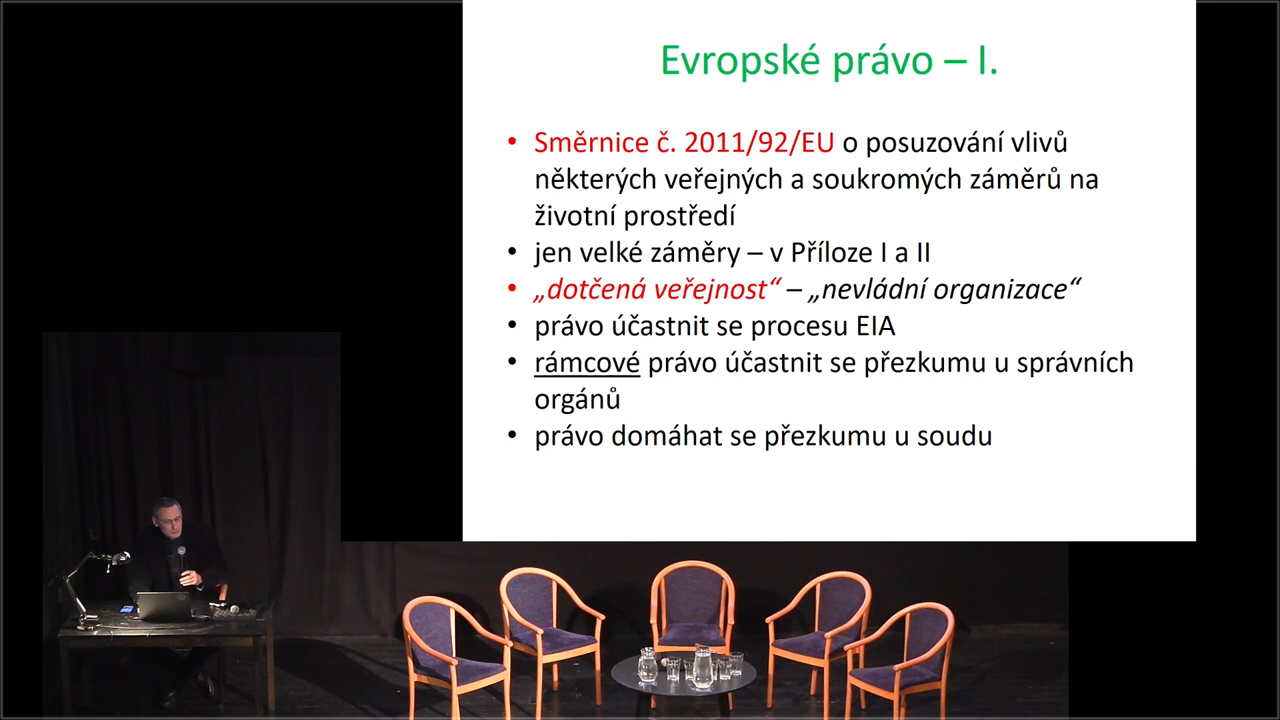 Evropské právo – I.
• Směrnice č. 2011/92/EU o posuzování vlivů
některých veřejných a soukromých záměrů na
životní prostředí
• jen velké záměry – v Příloze I a II
• „dotčená veřejnost“ – „nevládní organizace“
• právo účastnit se procesu EIA
• rámcové právo účastnit se přezkumu u správních
orgánů
• právo domáhat se přezkumu u soudu